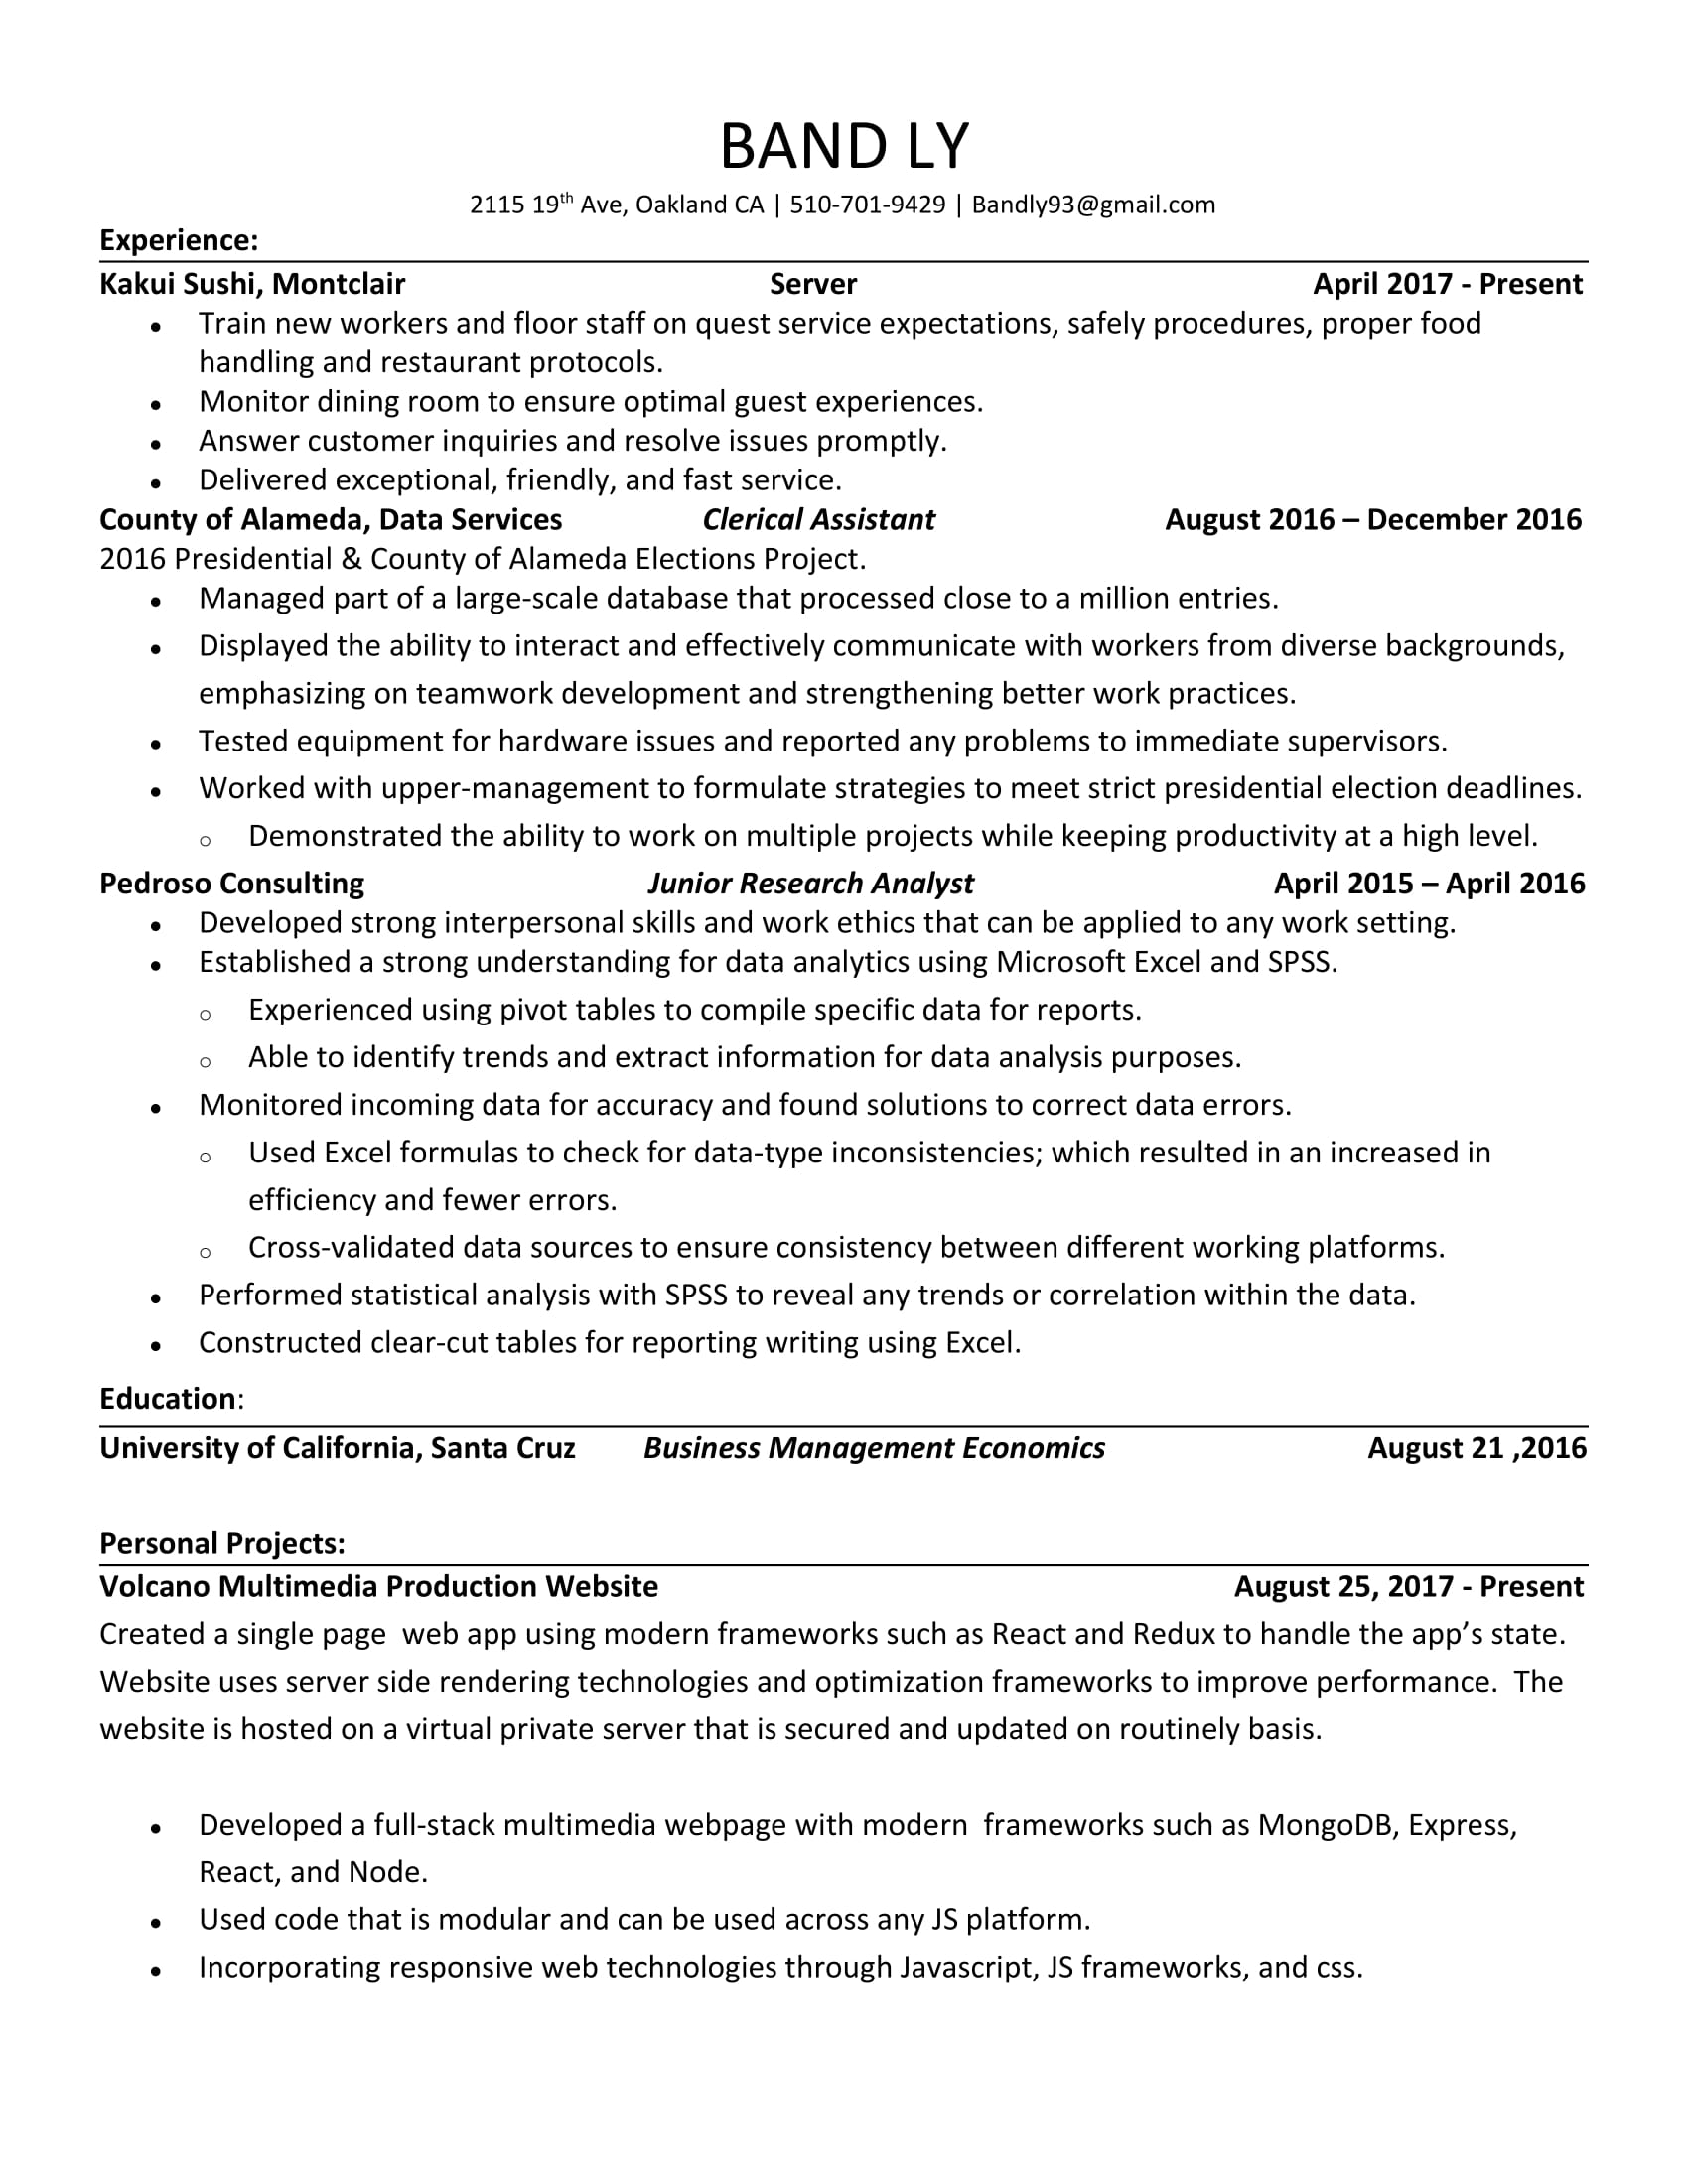 BAND LY
2115 19th Ave, Oakland CA | 510-701-9429 | Bandly93@gmail.com
Experience:
Kakui Sushi, Montclair Server April 2017 - Present
• Train new workers and floor staff on quest service expectations, safely procedures, proper food
handling and restaurant protocols.
• Monitor dining room to ensure optimal guest experiences.
• Answer customer inquiries and resolve issues promptly.
• Delivered exceptional, friendly, and fast service.
County of Alameda, Data Services Clerical Assistant August 2016 – December 2016
2016 Presidential & County of Alameda Elections Project.
• Managed part of a large-scale database that processed close to a million entries.
• Displayed the ability to interact and effectively communicate with workers from diverse backgrounds,
emphasizing on teamwork development and strengthening better work practices.
• Tested equipment for hardware issues and reported any problems to immediate supervisors.
• Worked with upper-management to formulate strategies to meet strict presidential election deadlines.
○ Demonstrated the ability to work on multiple projects while keeping productivity at a high level.
Pedroso Consulting Junior Research Analyst April 2015 – April 2016
• Developed strong interpersonal skills and work ethics that can be applied to any work setting.
• Established a strong understanding for data analytics using Microsoft Excel and SPSS.
○ Experienced using pivot tables to compile specific data for reports.
○ Able to identify trends and extract information for data analysis purposes.
• Monitored incoming data for accuracy and found solutions to correct data errors.
○ Used Excel formulas to check for data-type inconsistencies; which resulted in an increased in
efficiency and fewer errors.
○ Cross-validated data sources to ensure consistency between different working platforms.
• Performed statistical analysis with SPSS to reveal any trends or correlation within the data.
• Constructed clear-cut tables for reporting writing using Excel.
Education:
University of California, Santa Cruz Business Management Economics August 21 ,2016
Personal Projects:
Volcano Multimedia Production Website August 25, 2017 - Present
Created a single page  web app using modern frameworks such as React and Redux to handle the app’s state.
Website uses server side rendering technologies and optimization frameworks to improve performance.  The
website is hosted on a virtual private server that is secured and updated on routinely basis.
• Developed a full-stack multimedia webpage with modern  frameworks such as MongoDB, Express,
React, and Node.
• Used code that is modular and can be used across any JS platform.
• Incorporating responsive web technologies through Javascript, JS frameworks, and css.